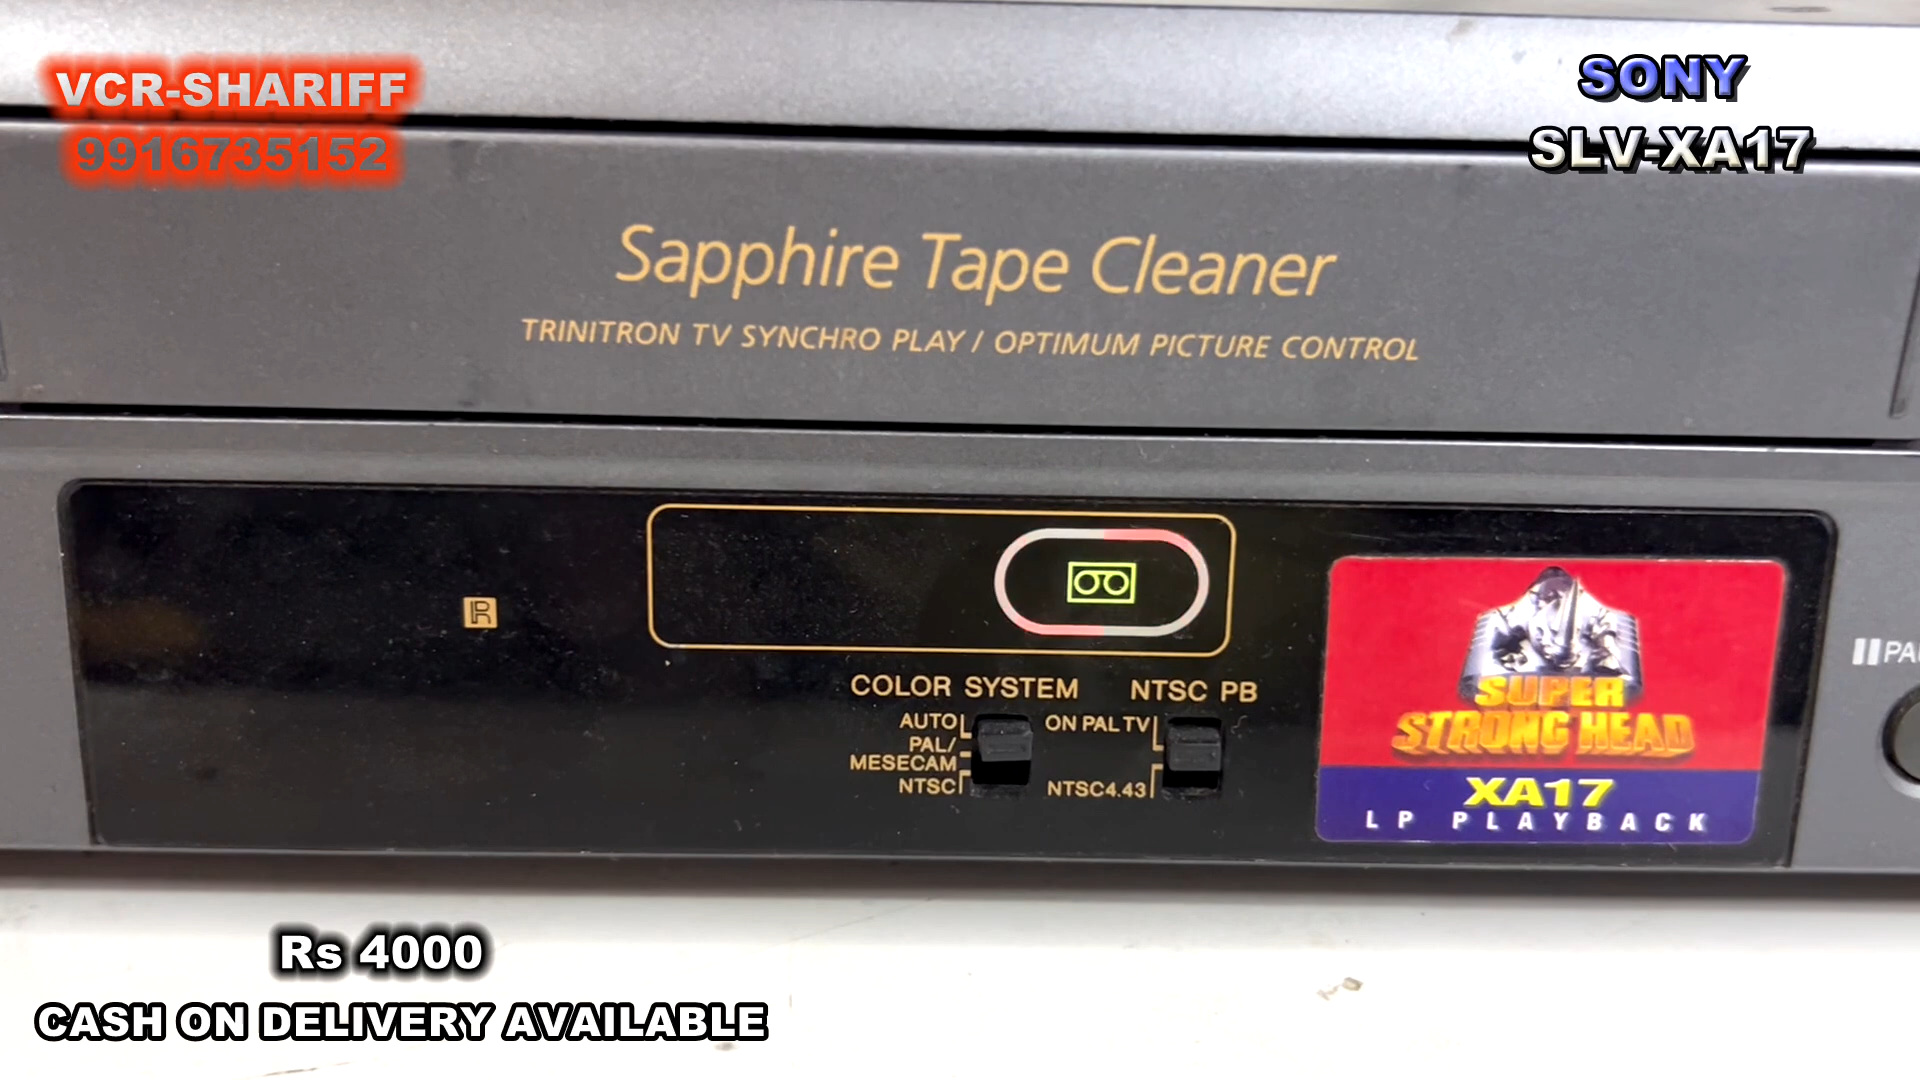 VCR-SHARIFF
9916735152
SONY
SLV-XA17
Sapphire Tape Cleaner
TRINITRON TV SYNCHRO PLAY / OPTIMUM PICTURE CONTROL
COLOR SYSTEM
AUTO
PAL/
MESECAM
NTSC
NTSC PB
ON PAL TV
NTSC4.43
SUPER
STRONG HEAD
XA17
LP PLAYBACK
Rs 4000
CASH ON DELIVERY AVAILABLE